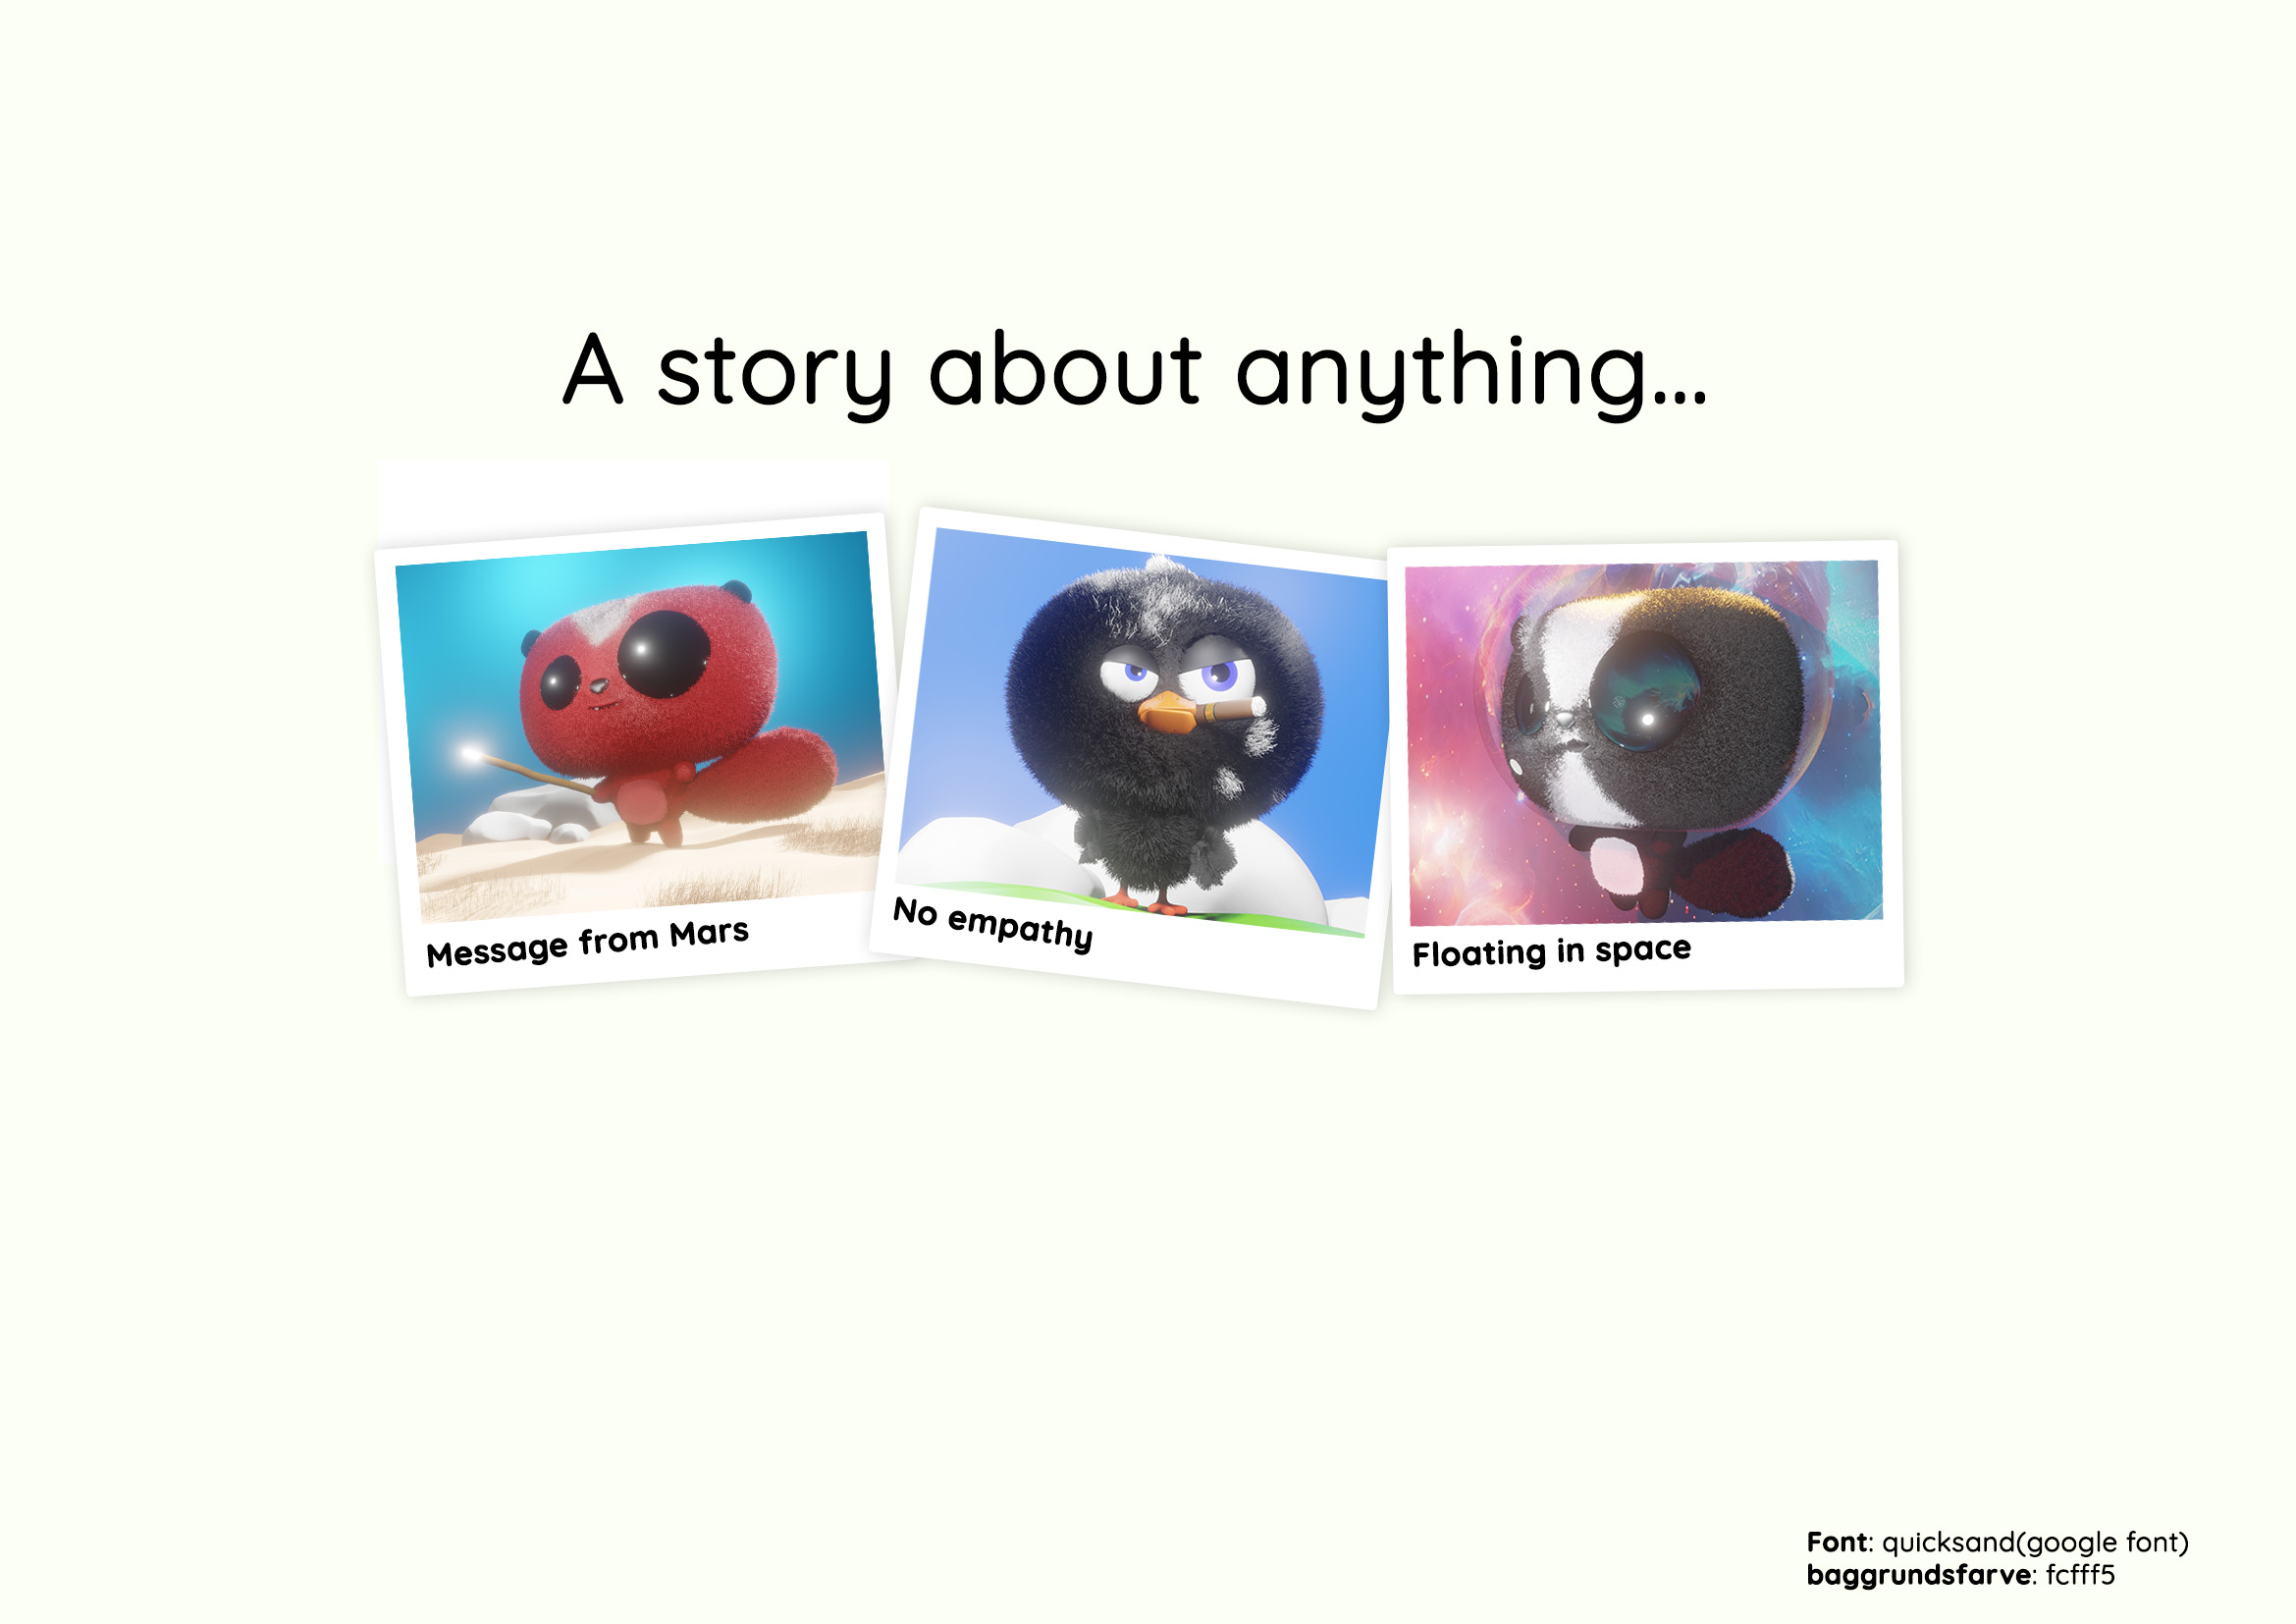 A story about anything...
Message from Mars
No empathy
Floating in space
Font: quicksand(google font)
baggrundsfarve: fcfff5